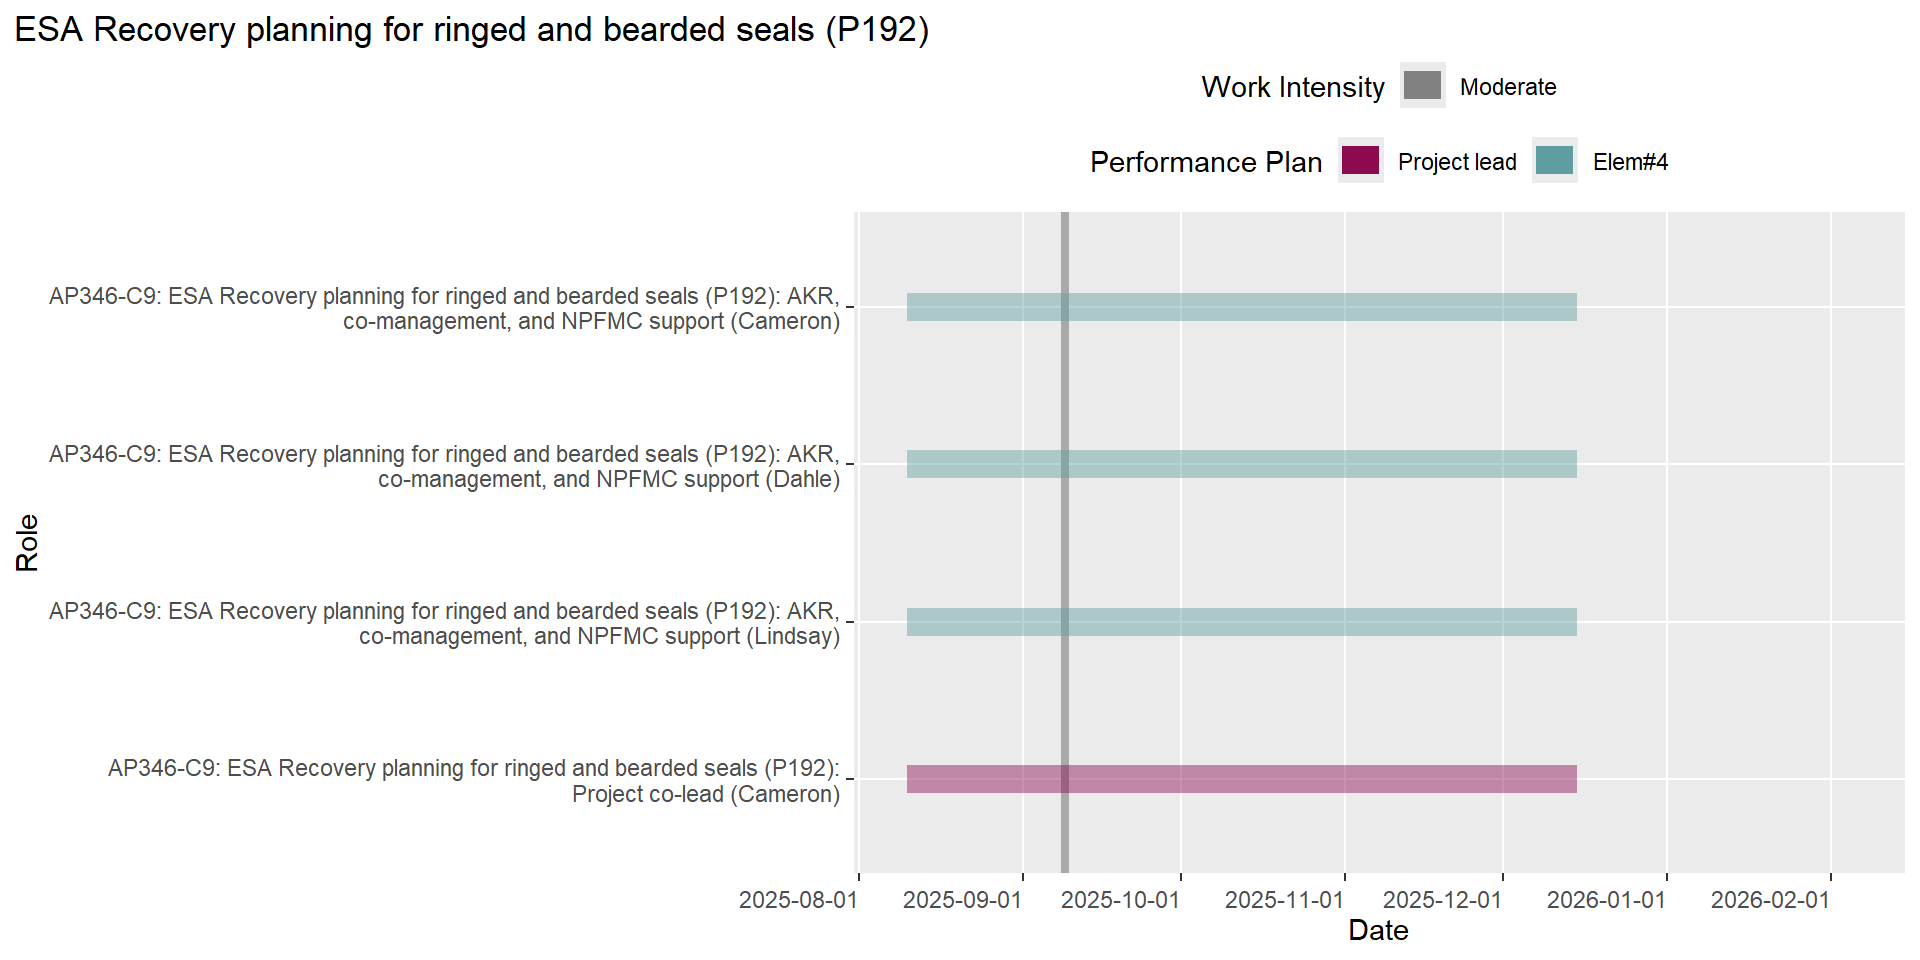 ESA Recovery planning for ringed and bearded seals (P192)
Work Intensity Moderate
Performance Plan Project lead Elem#4
AP346-C9: ESA Recovery planning for ringed and bearded seals (P192): AKR,
co-management, and NPFMC support (Cameron)
AP346-C9: ESA Recovery planning for ringed and bearded seals (P192): AKR,
co-management, and NPFMC support (Dahle)
Role
AP346-C9: ESA Recovery planning for ringed and bearded seals (P192): AKR,
co-management, and NPFMC support (Lindsay)
AP346-C9: ESA Recovery planning for ringed and bearded seals (P192):
Project co-lead (Cameron)
2025-08-01 2025-09-01 2025-10-01 2025-11-01 2025-12-01 2026-01-01 2026-02-01
Date